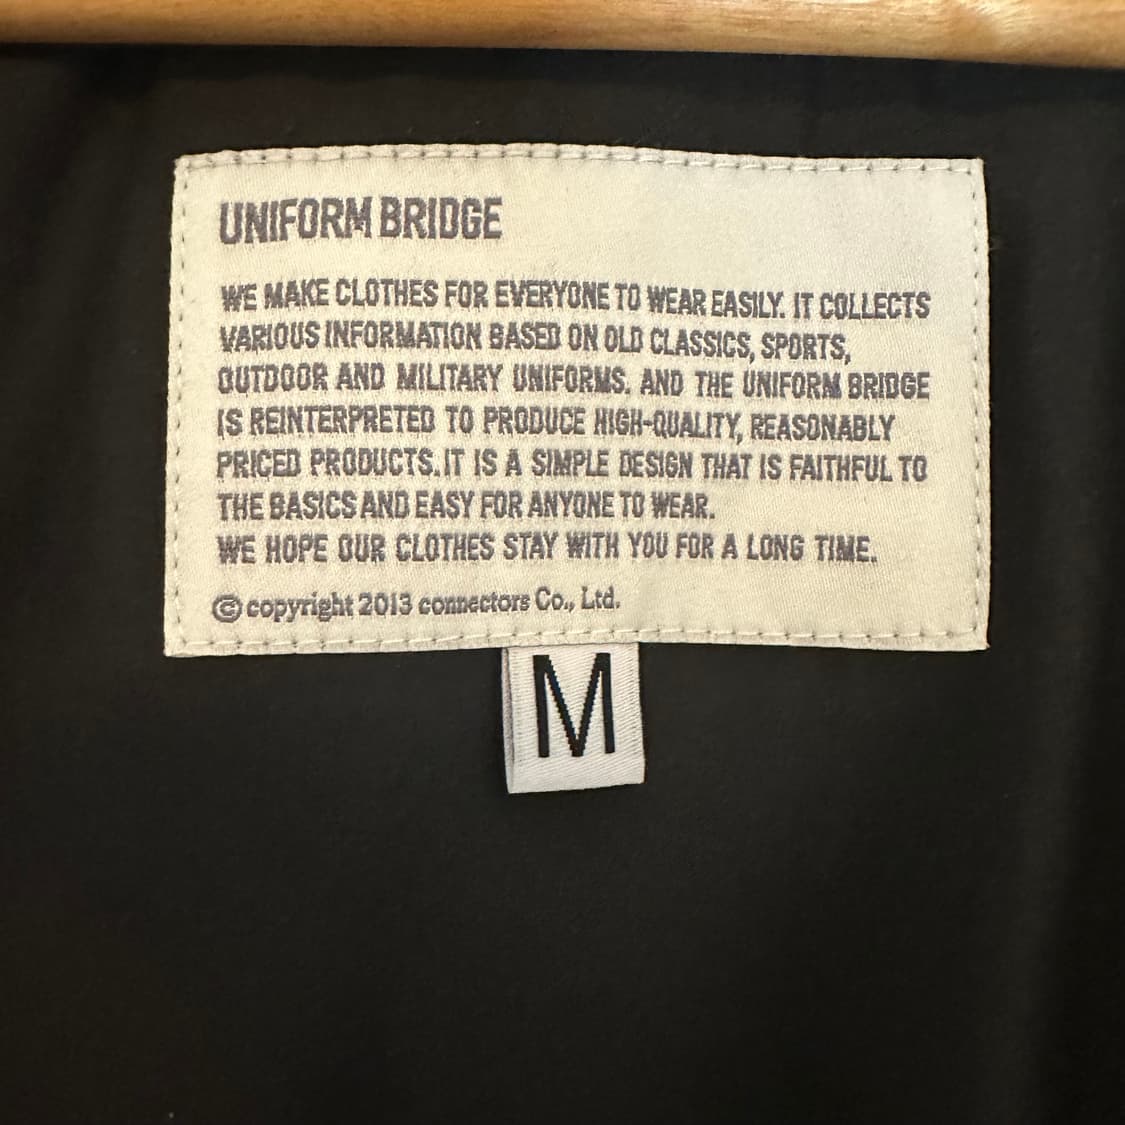 UNIFORM BRIDGE
WE MAKE CLOTHES FOR EVERYONE TO WEAR EASILY. IT COLLECTS
VARIOUS INFORMATION BASED ON OLD CLASSICS, SPORTS,
OUTDOOR AND MILITARY UNIFORMS. AND THE UNIFORM BRIDGE
IS REINTERPRETED TO PRODUCE HIGH-QUALITY, REASONABLY
PRICED PRODUCTS. IT IS A SIMPLE DESIGN THAT IS FAITHFUL TO
THE BASICS AND EASY FOR ANYONE TO WEAR.
WE HOPE OUR CLOTHES STAY WITH YOU FOR A LONG TIME.
© copyright 2013 connectors Co., Ltd.
M